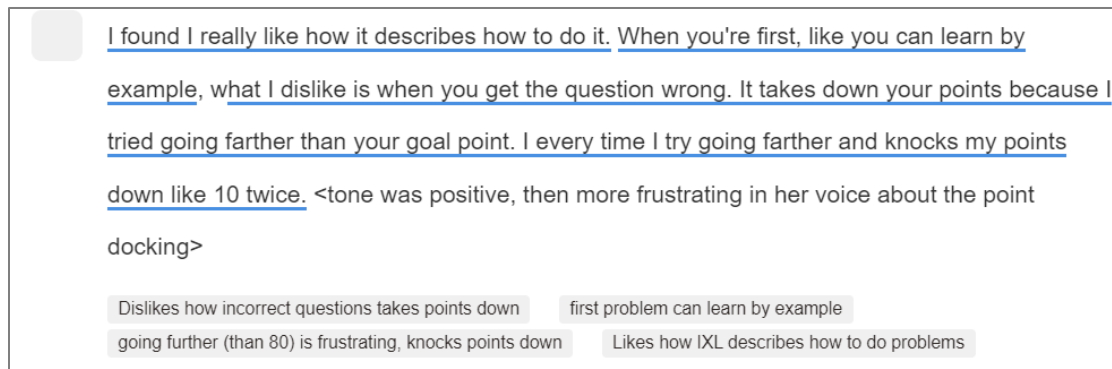 I found I really like how it describes how to do it. When you're first, like you can learn by
example, what I dislike is when you get the question wrong. It takes down your points because I
tried going farther than your goal point. I every time I try going farther and knocks my points
down like 10 twice. <tone was positive, then more frustrating in her voice about the point
docking>
Dislikes how incorrect questions takes points down first problem can learn by example
going further (than 80) is frustrating, knocks points down Likes how IXL describes how to do problems